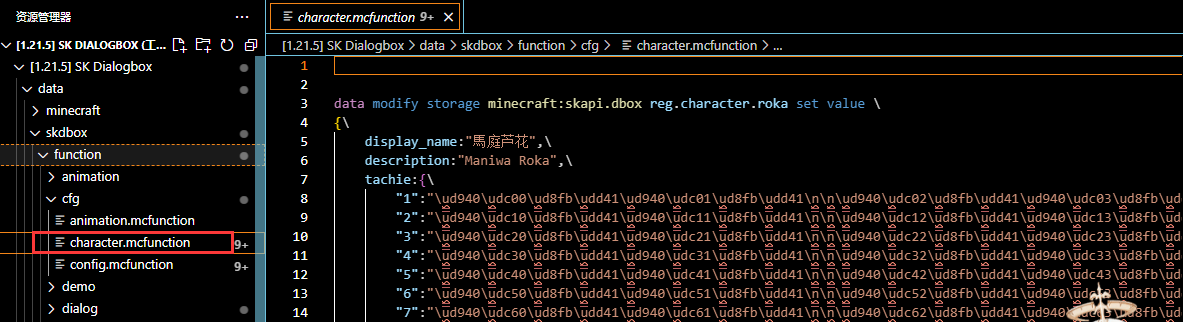 资源管理器 ···
[1.21.5] SK DIALOGBOX (工...
[1.21.5] SK Dialogbox
data
minecraft
skdbox
function
animation
cfg
animation.mcfunction
character.mcfunction 9+
config.mcfunction 9+
demo
dialog
character.mcfunction 9+
[1.21.5] SK Dialogbox > data > skdbox > function > cfg > character.mcfunction > ...
1
2
3 data modify storage minecraft:skapi.dbox reg.character.roka set value \
4 {\
5 display_name:"馬庭芦花",\
6 description:"Maniwa Roka",\
7 tachie:{\
8 "1":"\ud940\udc00\ud8fb\udd41\ud940\udc01\ud8fb\udd41\n\n\ud940\udc02\ud8fb\udd41\ud940\udc03\ud8fb\ud
9 "2":"\ud940\udc10\ud8fb\udd41\ud940\udc11\ud8fb\udd41\n\n\ud940\udc12\ud8fb\udd41\ud940\udc13\ud8fb\ud
10 "3":"\ud940\udc20\ud8fb\udd41\ud940\udc21\ud8fb\udd41\n\n\ud940\udc22\ud8fb\udd41\ud940\udc23\ud8fb\ud
11 "4":"\ud940\udc30\ud8fb\udd41\ud940\udc31\ud8fb\udd41\n\n\ud940\udc32\ud8fb\udd41\ud940\udc33\ud8fb\ud
12 "5":"\ud940\udc40\ud8fb\udd41\ud940\udc41\ud8fb\udd41\n\n\ud940\udc42\ud8fb\udd41\ud940\udc43\ud8fb\ud
13 "6":"\ud940\udc50\ud8fb\udd41\ud940\udc51\ud8fb\udd41\n\n\ud940\udc52\ud8fb\udd41\ud940
14 "7":"\ud940\udc60\ud8fb\udd41\ud940\udc61\ud8fb\udd41\n\n\ud940\udc62\ud8fb\udd41